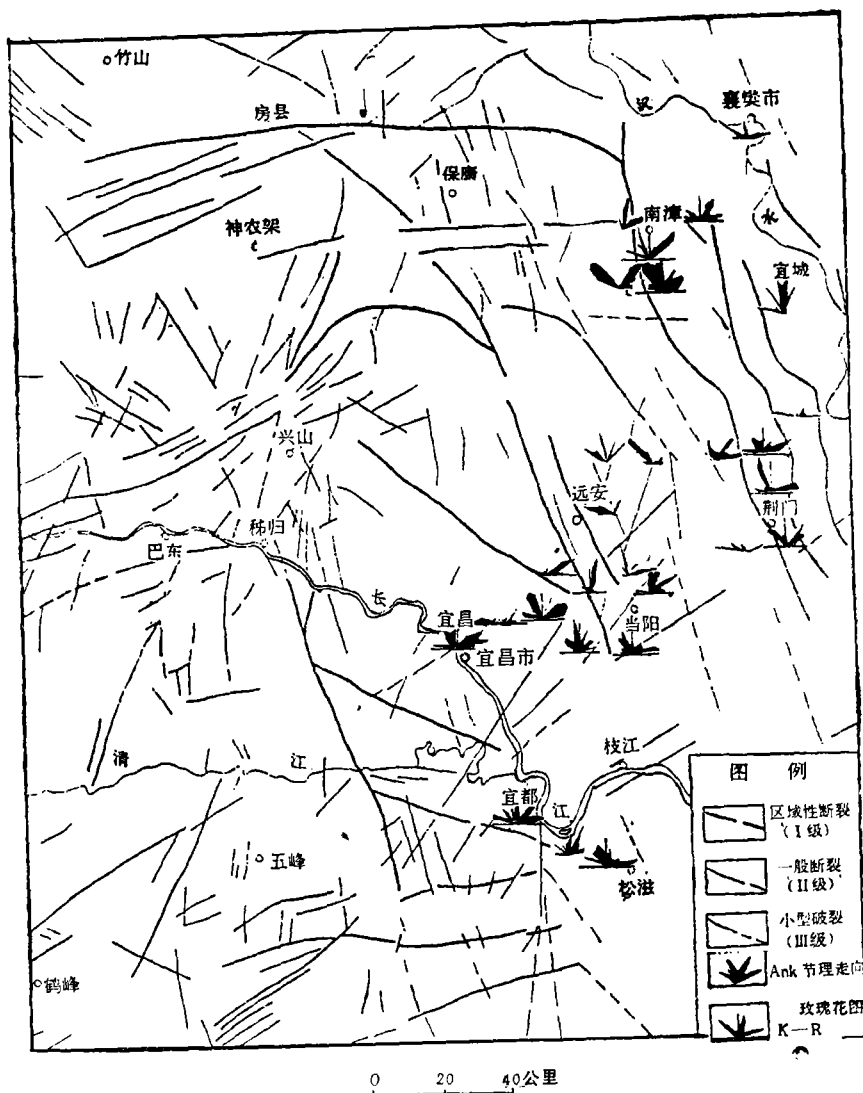 竹山
房县
汉
襄樊市
保康
南漳
水
神农架
宜城
兴山
远安
荆门
秭归
巴东
长
宜昌
当阳
宜昌市
清
江
枝江
宜都
江
五峰
松滋
鹤峰
图 例
区域性断裂
(I级)
一般断裂
(II级)
小型破裂
(III级)
Ank 节理走向
玫瑰花图
K—R
0 20 40公里